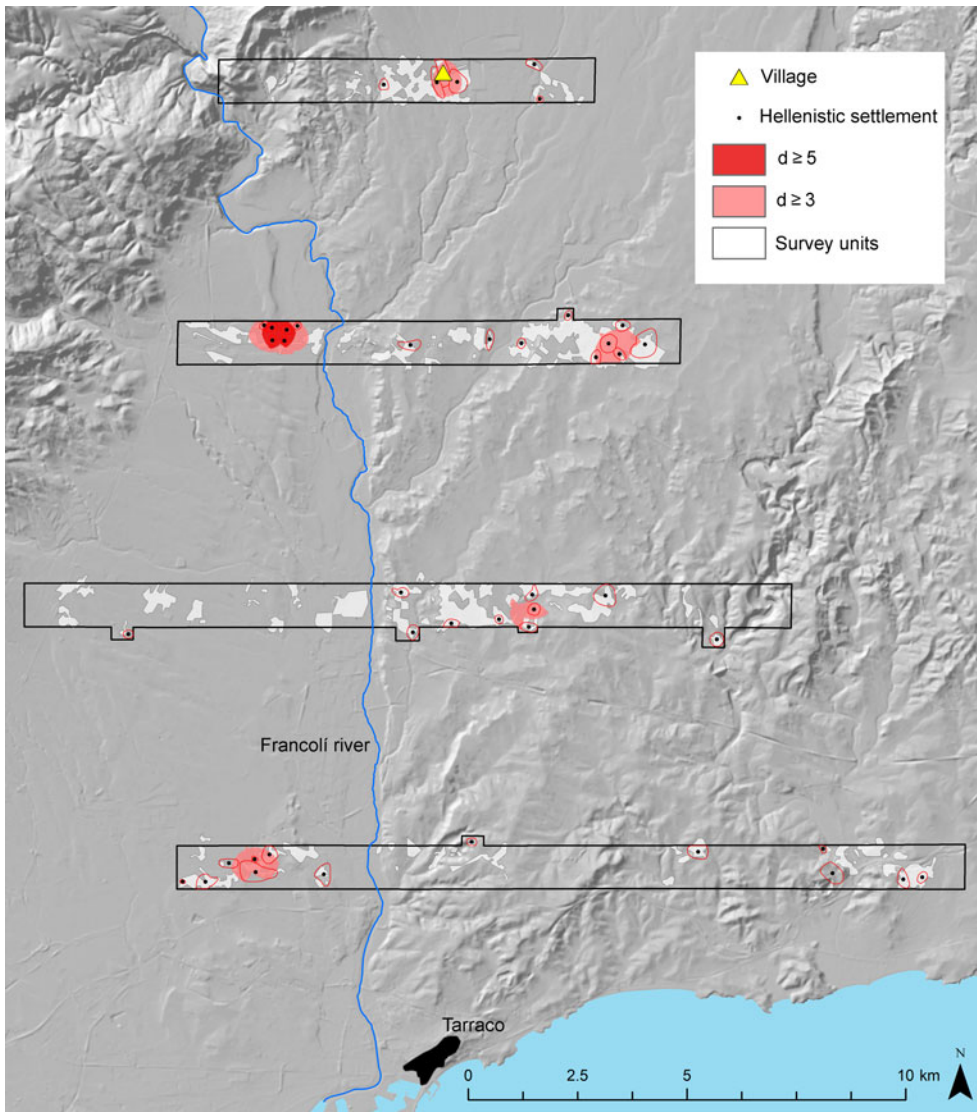 Village
Hellenistic settlement
d ≥ 5
d ≥ 3
Survey units
Francolí river
Tarraco
N
0 2.5 5 10 km